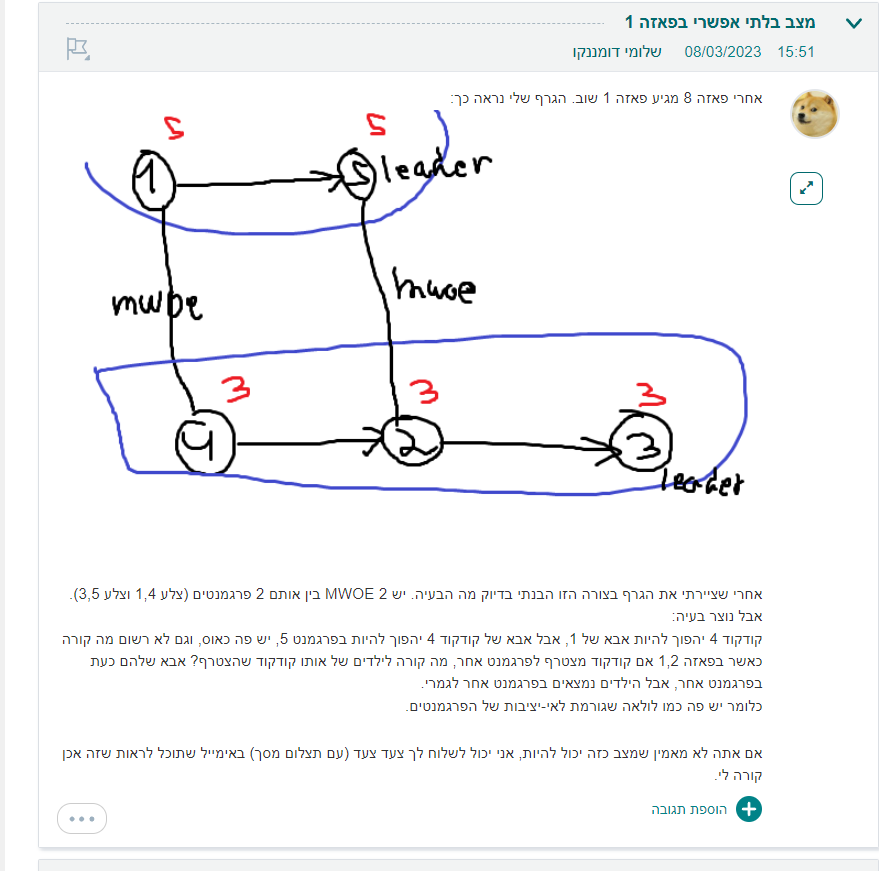 מצב בלתי אפשרי בפאזה 1
15:51 08/03/2023 שלומי דומננקו
אחרי פאזה 8 מגיע פאזה 1 שוב. הגרף שלי נראה כך:
5 5
1 5 leader
mwoe mwoe
3 3 3
4 2 3
leader
אחרי שציירתי את הגרף בצורה הזו הבנתי בדיוק מה הבעיה. יש 2 MWOE בין אותם 2 פרגמנטים (צלע 1,4 וצלע 3,5).
אבל נוצר בעיה:
קודקוד 4 יהפוך להיות אבא של 1, אבל אבא של קודקוד 4 יהפוך להיות בפרגמנט 5, יש פה כאוס, וגם לא רשום מה קורה
כאשר בפאזה 1,2 אם קודקוד מצטרף לפרגמנט אחר, מה קורה לילדים של אותו קודקוד שהצטרף? אבא שלהם כעת
בפרגמנט אחר, אבל הילדים נמצאים בפרגמנט אחר לגמרי.
כלומר יש פה כמו לולאה שגורמת לאי-יציבות של הפרגמנטים.
אם אתה לא מאמין שמצב כזה יכול להיות, אני יכול לשלוח לך צעד צעד (עם תצלום מסך) באימייל שתוכל לראות שזה אכן
קורה לי.
הוספת תגובה